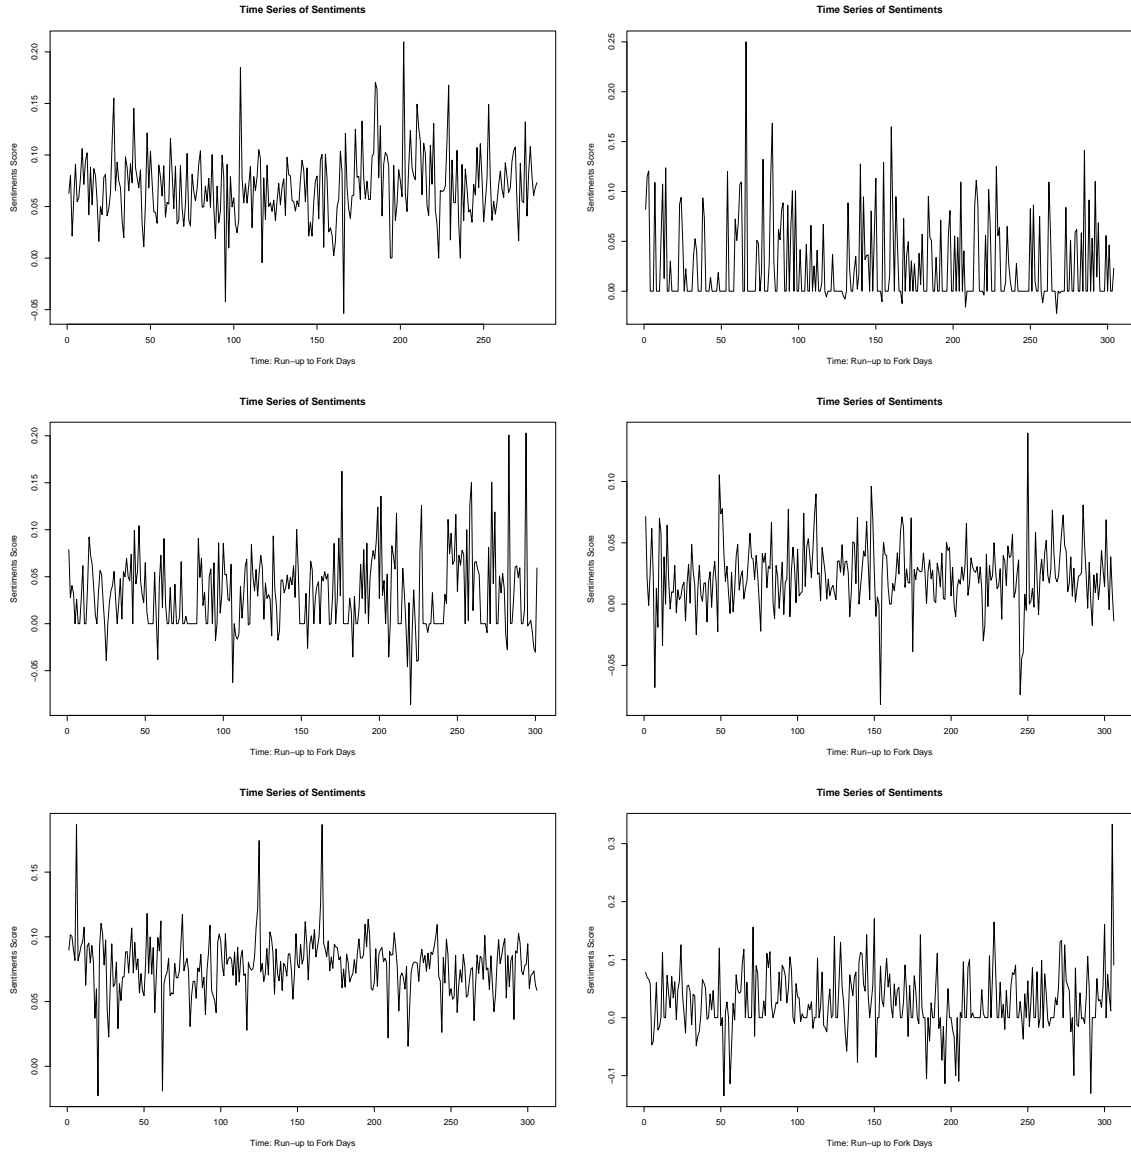 Time Series of Sentiments
Sentiments Score
0.20
0.15
0.10
0.05
0.00
−0.05
0 50 100 150 200 250
Time: Run−up to Fork Days
Time Series of Sentiments
Sentiments Score
0.25
0.20
0.15
0.10
0.05
0.00
0 50 100 150 200 250 300
Time: Run−up to Fork Days
Time Series of Sentiments
Sentiments Score
0.20
0.15
0.10
0.05
0.00
−0.05
0 50 100 150 200 250 300
Time: Run−up to Fork Days
Time Series of Sentiments
Sentiments Score
0.10
0.05
0.00
−0.05
0 50 100 150 200 250 300
Time: Run−up to Fork Days
Time Series of Sentiments
Sentiments Score
0.15
0.10
0.05
0.00
0 50 100 150 200 250 300
Time: Run−up to Fork Days
Time Series of Sentiments
Sentiments Score
0.3
0.2
0.1
0.0
−0.1
0 50 100 150 200 250 300
Time: Run−up to Fork Days